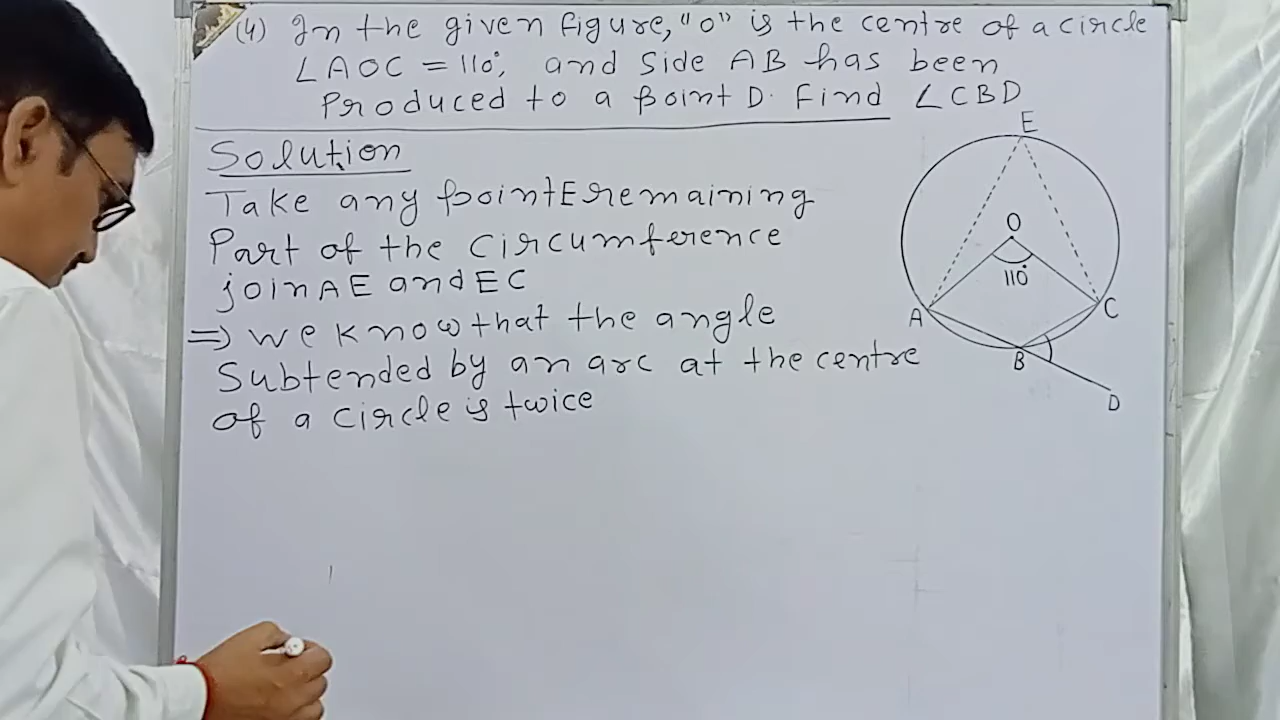 (4) In the given figure, "O" is the centre of a circle
∠AOC = 110°, and Side AB has been
Produced to a point D. Find ∠CBD
Solution
Take any point E remaining
Part of the circumference
join AE and EC
⇒ We know that the angle
Subtended by an arc at the centre
of a circle is twice
E
O
110°
A
C
B
D